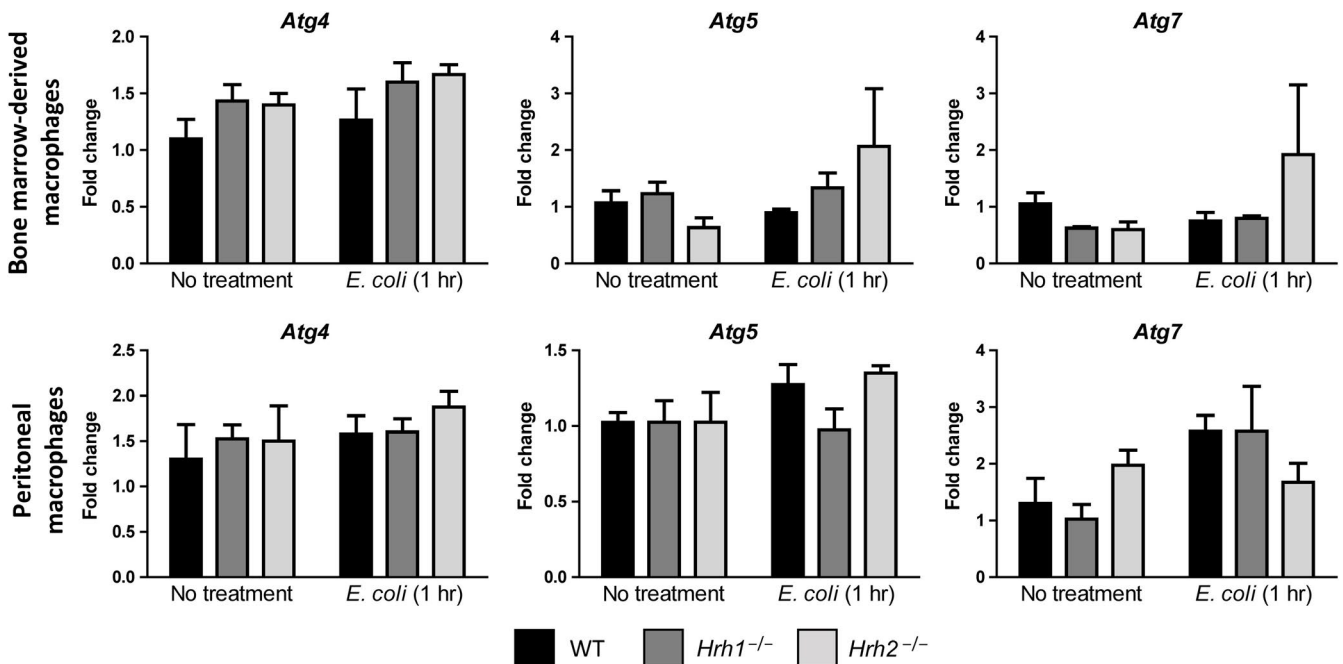 Bone marrow-derived
macrophages
Atg4
Fold change
2.0
1.5
1.0
0.5
0.0
No treatment
E. coli (1 hr)
Atg5
Fold change
4
3
2
1
0
No treatment
E. coli (1 hr)
Atg7
Fold change
4
3
2
1
0
No treatment
E. coli (1 hr)
Peritoneal
macrophages
Atg4
Fold change
2.5
2.0
1.5
1.0
0.5
0.0
No treatment
E. coli (1 hr)
Atg5
Fold change
1.5
1.0
0.5
0.0
No treatment
E. coli (1 hr)
Atg7
Fold change
4
3
2
1
0
No treatment
E. coli (1 hr)
WT
Hrh1⁻/⁻
Hrh2⁻/⁻